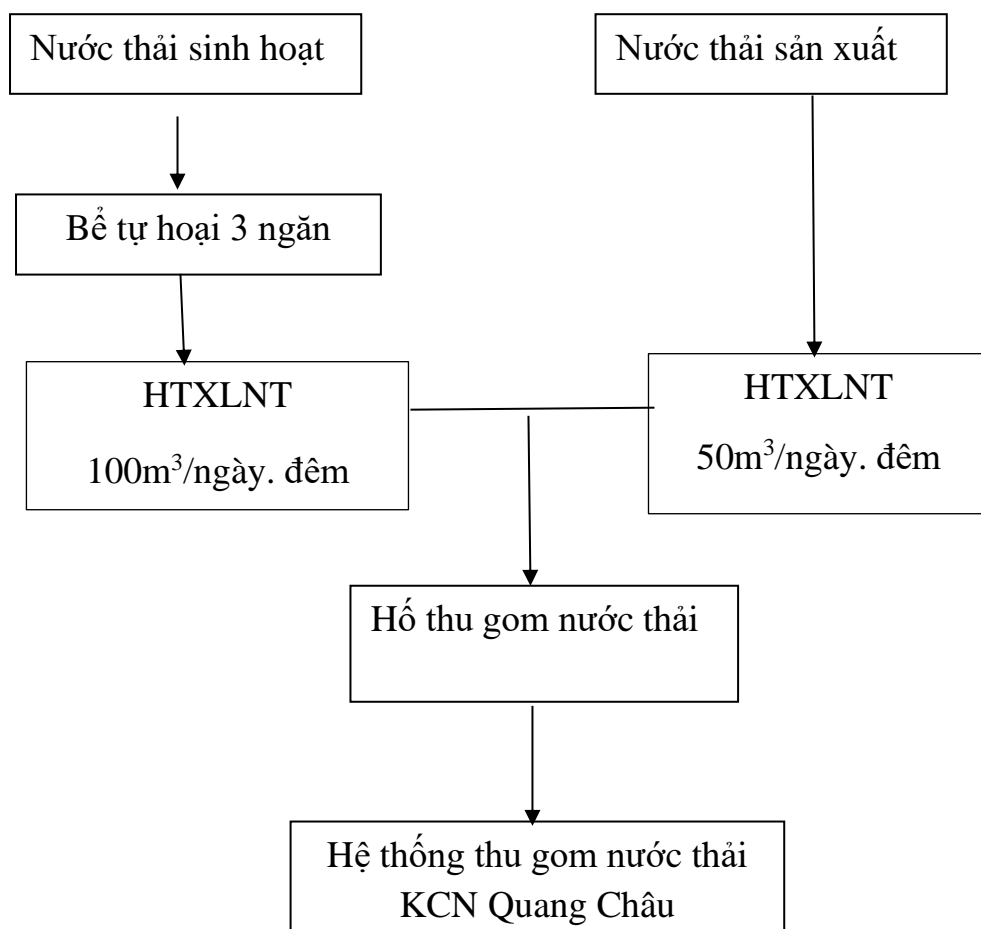 Nước thải sinh hoạt
Nước thải sản xuất
Bể tự hoại 3 ngăn
HTXLNT
100m³/ngày. đêm
HTXLNT
50m³/ngày. đêm
Hố thu gom nước thải
Hệ thống thu gom nước thải
KCN Quang Châu